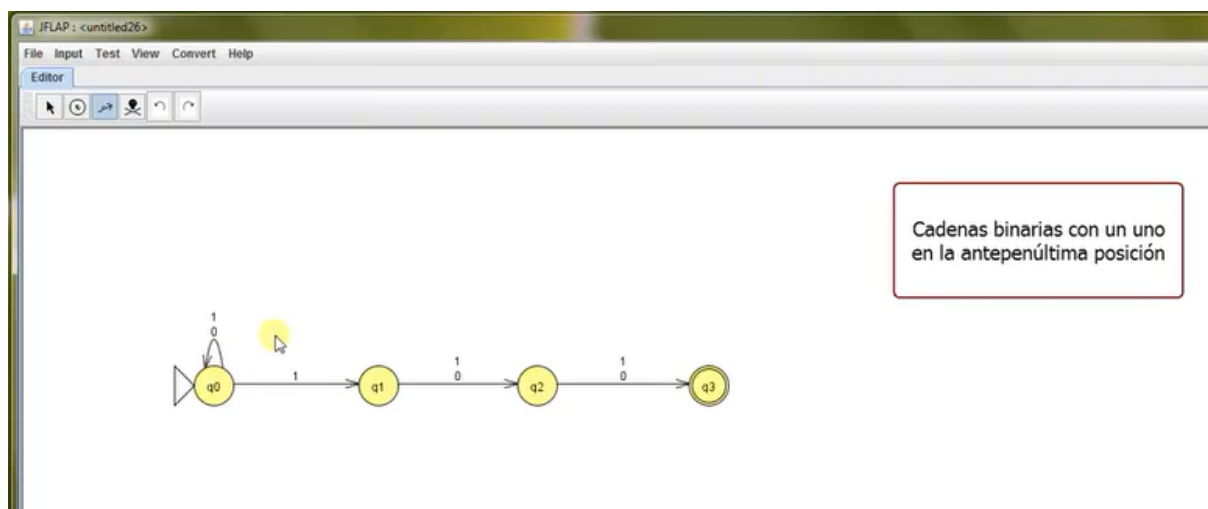 JFLAP : <untitled26>
File Input Test View Convert Help
Editor
Cadenas binarias con un uno
en la antepenúltima posición
1
0
q0
1
q1
1
0
q2
1
0
q3